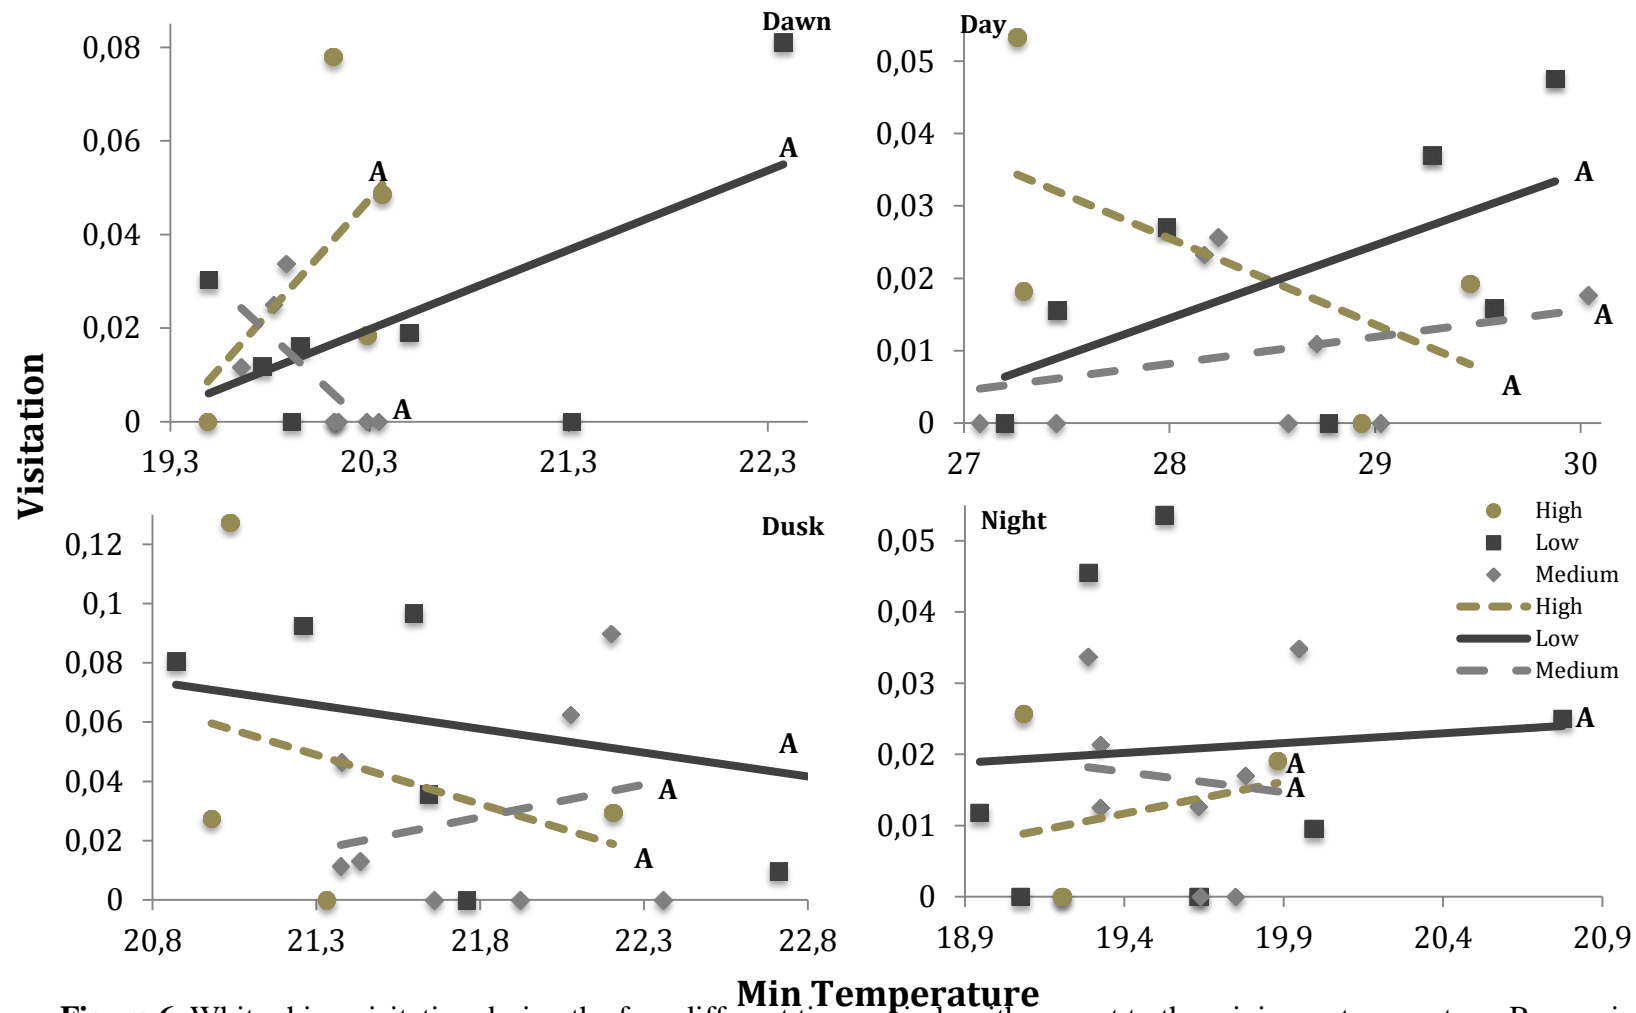 Dawn
0,08
0,06
0,04
0,02
0
A
A
A
19,3
20,3
21,3
22,3
Day
0,05
0,04
0,03
0,02
0,01
0
A
A
A
27
28
29
30
Visitation
Dusk
0,12
0,1
0,08
0,06
0,04
0,02
0
A
A
A
20,8
21,3
21,8
22,3
22,8
Night
0,05
0,04
0,03
0,02
0,01
0
A
A
A
18,9
19,4
19,9
20,4
20,9
High
Low
Medium
High
Low
Medium
Min Temperature